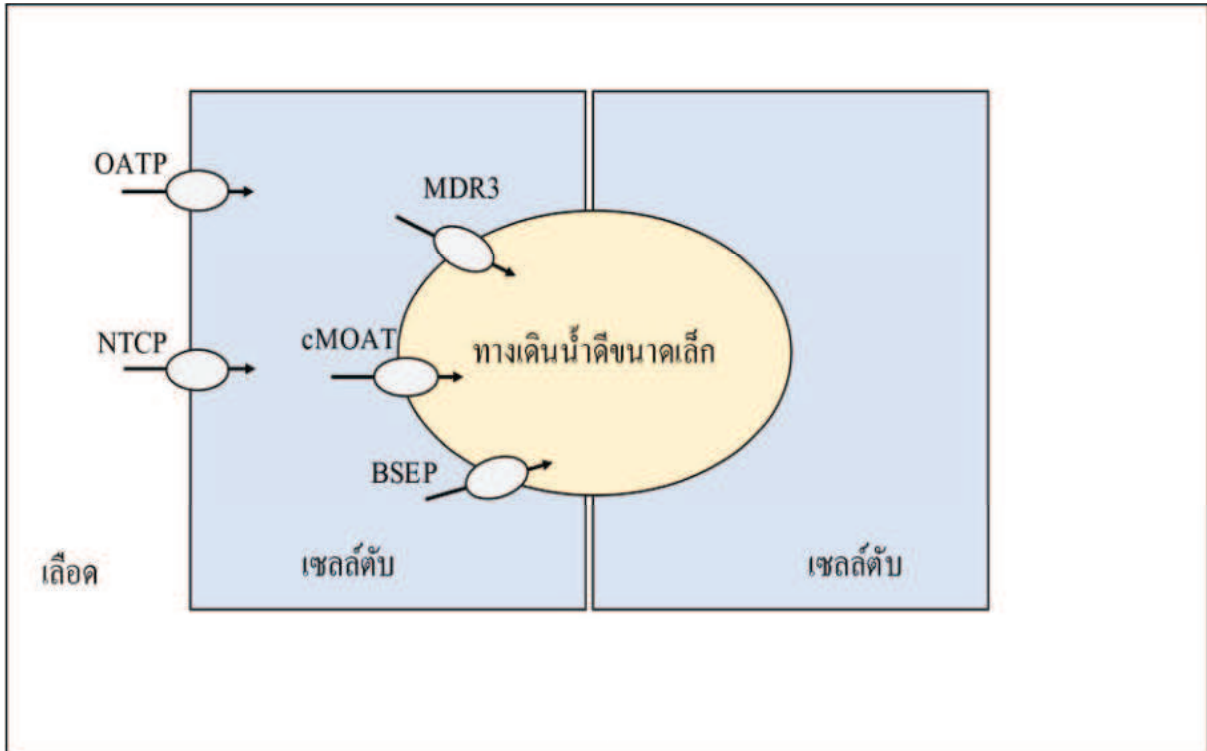 OATP
MDR3
NTCP
cMOAT
ทางเดินน้ำดีขนาดเล็ก
BSEP
เลือด
เซลล์ตับ
เซลล์ตับ